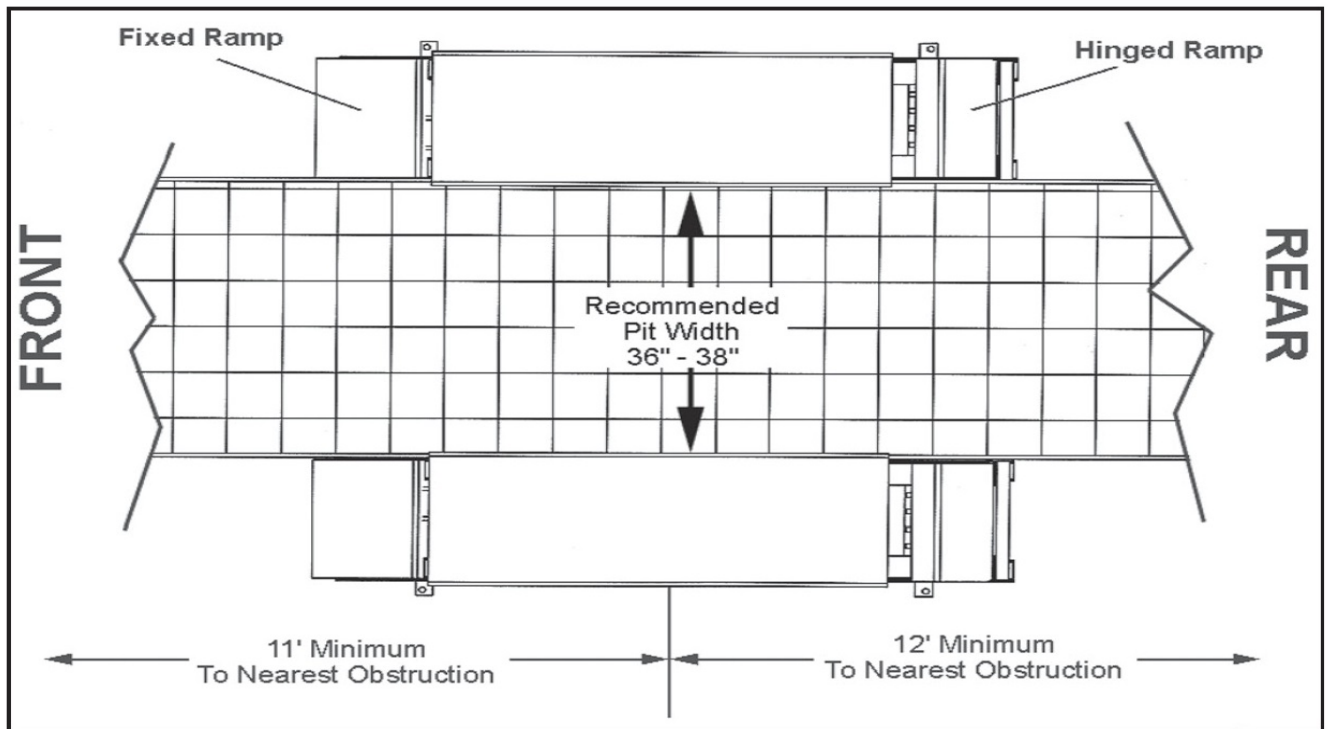 Fixed Ramp
Hinged Ramp
FRONT
REAR
Recommended
Pit Width
36" - 38"
11' Minimum
To Nearest Obstruction
12' Minimum
To Nearest Obstruction